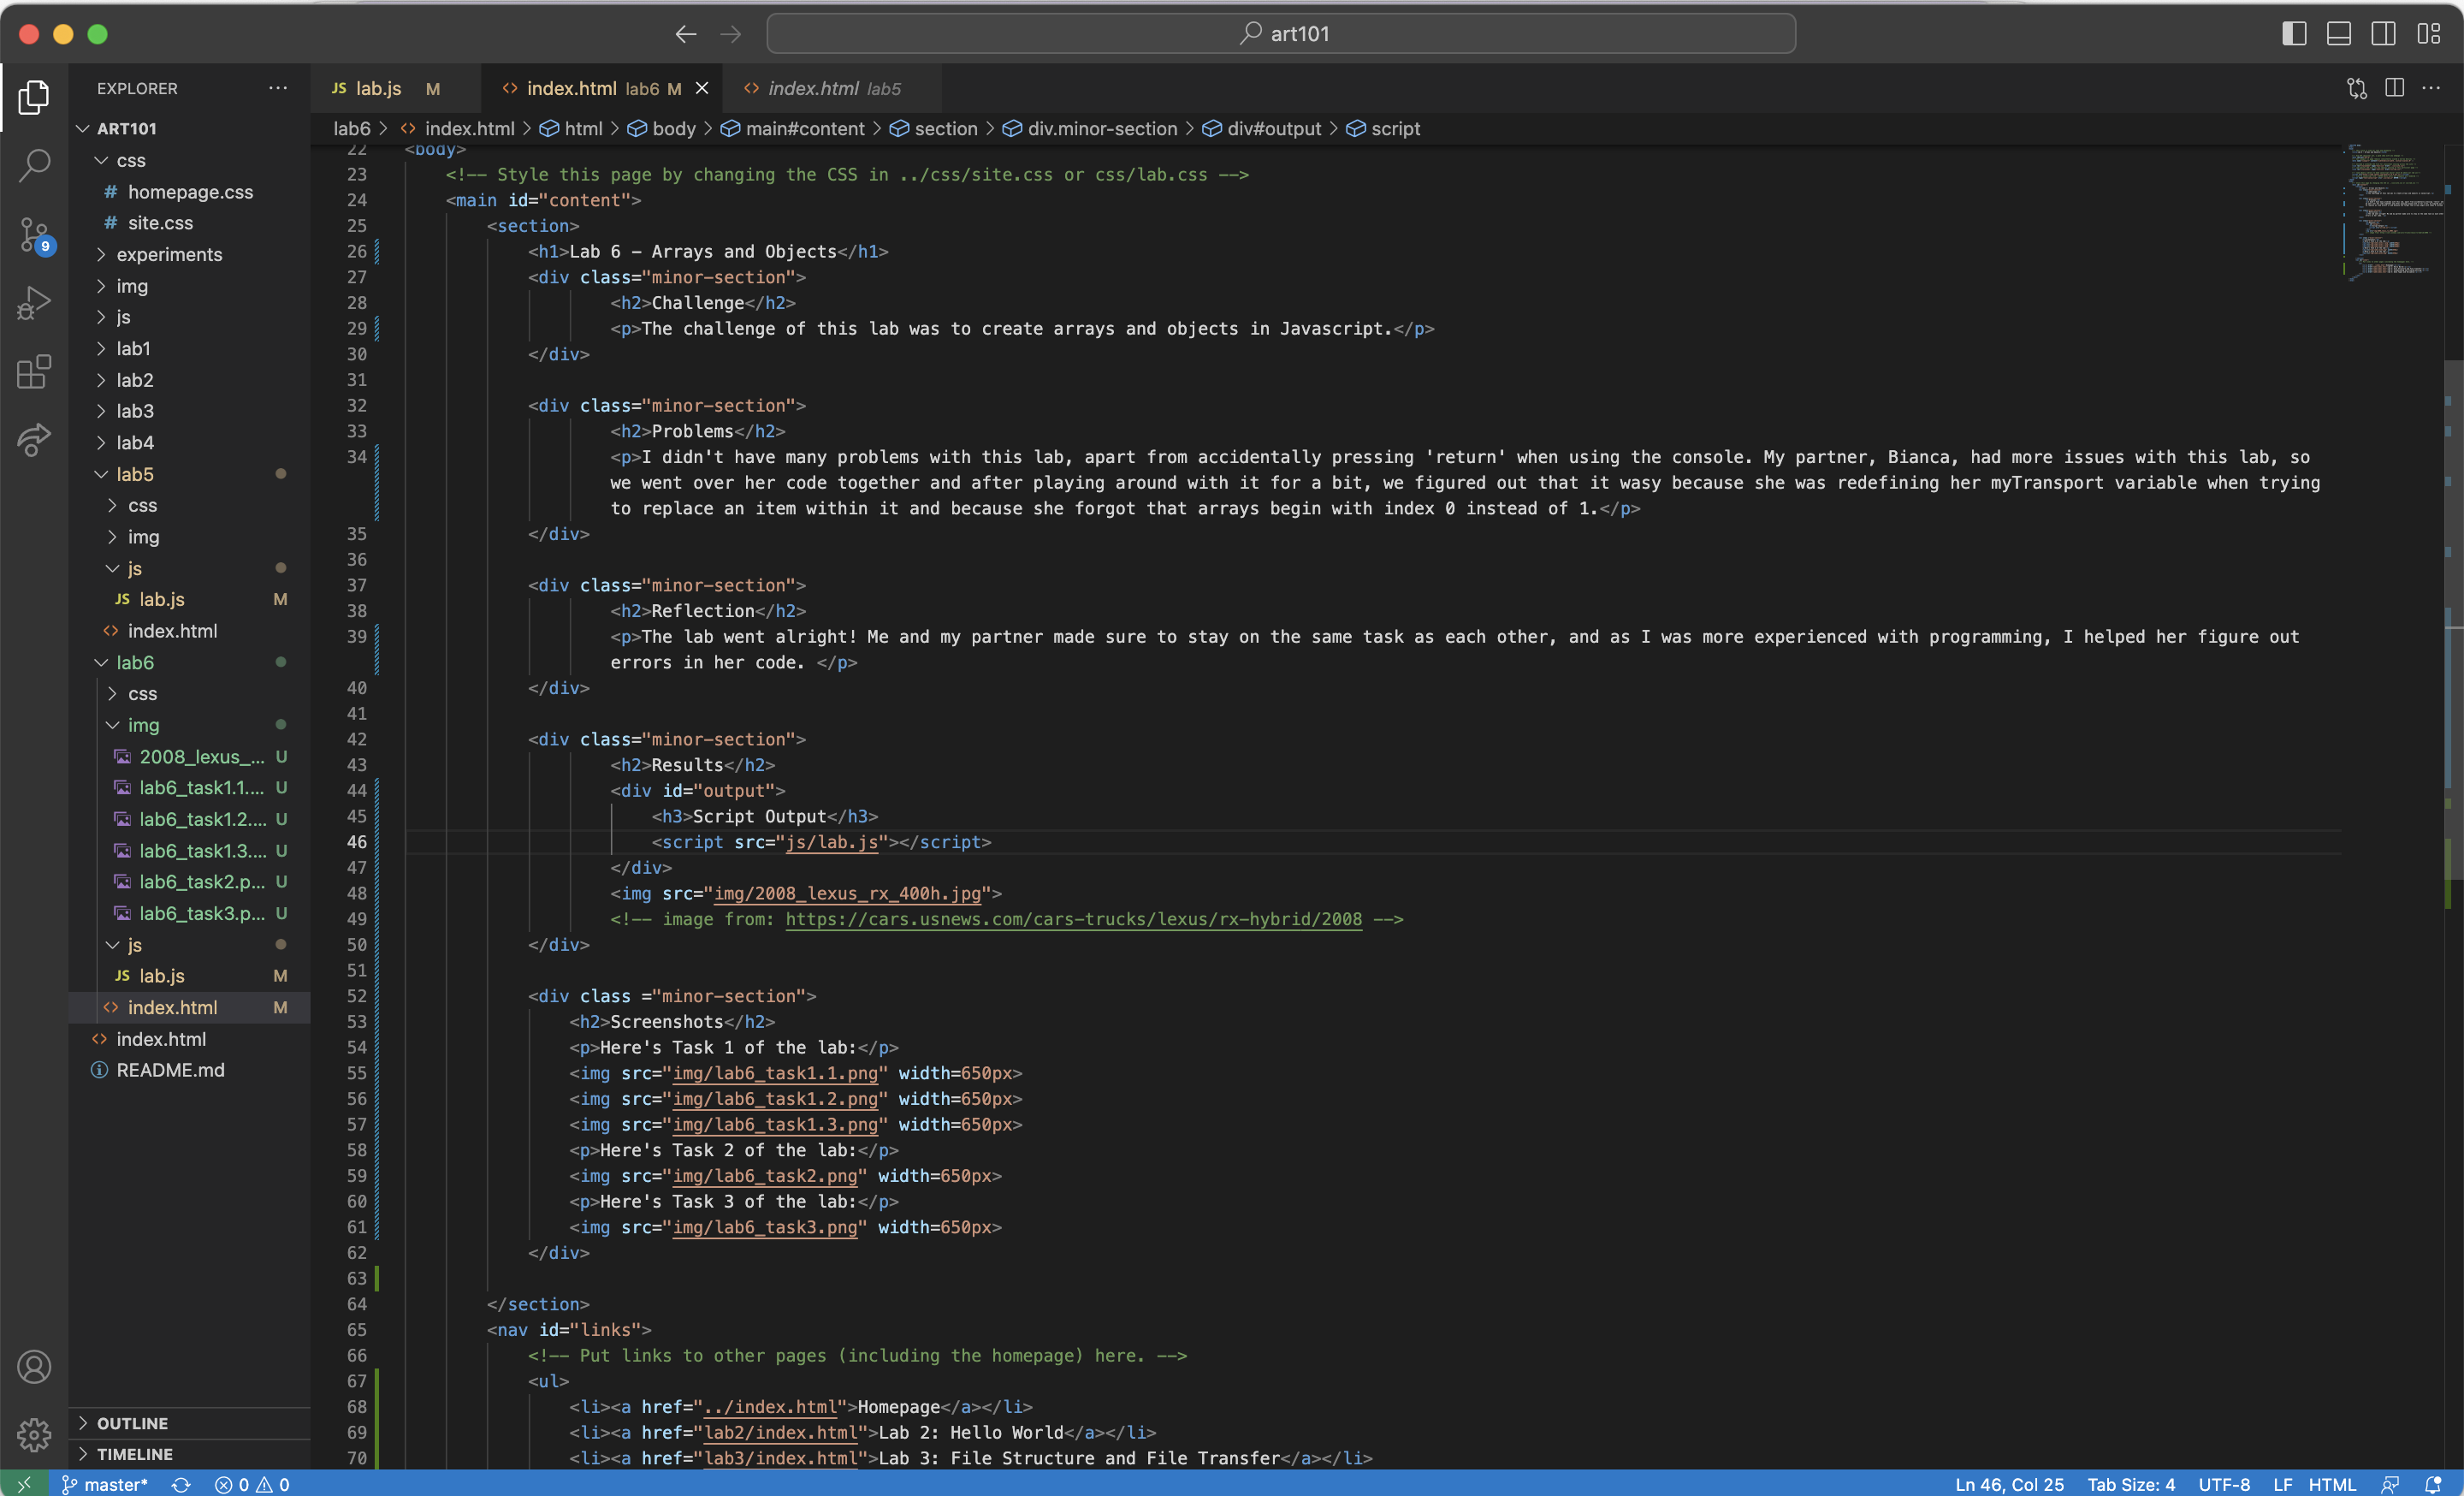 art101
EXPLORER
JS lab.js M
<> index.html lab6 M
<> index.html lab5
ART101
lab6 > <> index.html > html > body > main#content > section > div.minor-section > div#output > script
css
# homepage.css
# site.css
experiments
img
js
lab1
lab2
lab3
lab4
lab5
css
img
js
JS lab.js M
<> index.html
lab6
css
img
2008_lexus_... U
lab6_task1.1.... U
lab6_task1.2.... U
lab6_task1.3.... U
lab6_task2.p... U
lab6_task3.p... U
js
JS lab.js M
<> index.html M
<> index.html
README.md
OUTLINE
TIMELINE
9
22 <body>
23 <!-- Style this page by changing the CSS in ../css/site.css or css/lab.css -->
24 <main id="content">
25 <section>
26 <h1>Lab 6 - Arrays and Objects</h1>
27 <div class="minor-section">
28 <h2>Challenge</h2>
29 <p>The challenge of this lab was to create arrays and objects in Javascript.</p>
30 </div>
31
32 <div class="minor-section">
33 <h2>Problems</h2>
34 <p>I didn't have many problems with this lab, apart from accidentally pressing 'return' when using the console. My partner, Bianca, had more issues with this lab, so
we went over her code together and after playing around with it for a bit, we figured out that it wasy because she was redefining her myTransport variable when trying
to replace an item within it and because she forgot that arrays begin with index 0 instead of 1.</p>
35 </div>
36
37 <div class="minor-section">
38 <h2>Reflection</h2>
39 <p>The lab went alright! Me and my partner made sure to stay on the same task as each other, and as I was more experienced with programming, I helped her figure out
errors in her code. </p>
40 </div>
41
42 <div class="minor-section">
43 <h2>Results</h2>
44 <div id="output">
45 <h3>Script Output</h3>
46 <script src="js/lab.js"></script>
47 </div>
48 <img src="img/2008_lexus_rx_400h.jpg">
49 <!-- image from: https://cars.usnews.com/cars-trucks/lexus/rx-hybrid/2008 -->
50 </div>
51
52 <div class ="minor-section">
53 <h2>Screenshots</h2>
54 <p>Here's Task 1 of the lab:</p>
55 <img src="img/lab6_task1.1.png" width=650px>
56 <img src="img/lab6_task1.2.png" width=650px>
57 <img src="img/lab6_task1.3.png" width=650px>
58 <p>Here's Task 2 of the lab:</p>
59 <img src="img/lab6_task2.png" width=650px>
60 <p>Here's Task 3 of the lab:</p>
61 <img src="img/lab6_task3.png" width=650px>
62 </div>
63
64 </section>
65 <nav id="links">
66 <!-- Put links to other pages (including the homepage) here. -->
67 <ul>
68 <li><a href="../index.html">Homepage</a></li>
69 <li><a href="lab2/index.html">Lab 2: Hello World</a></li>
70 <li><a href="lab3/index.html">Lab 3: File Structure and File Transfer</a></li>
master* 0 0 Ln 46, Col 25 Tab Size: 4 UTF-8 LF HTML